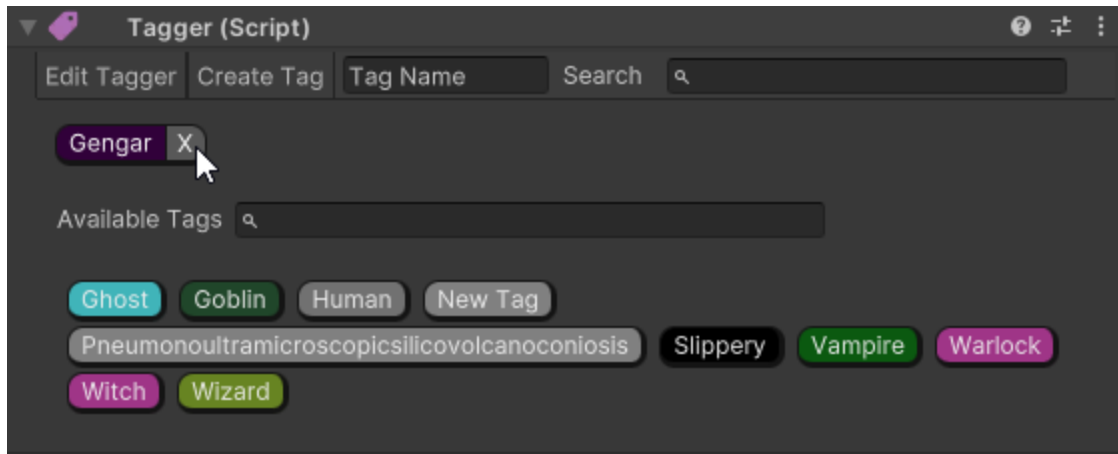 Tagger (Script)
Edit Tagger Create Tag Tag Name Search
Gengar X
Available Tags
Ghost Goblin Human New Tag
Pneumonoultramicroscopicsilicovolcanoconiosis Slippery Vampire Warlock
Witch Wizard